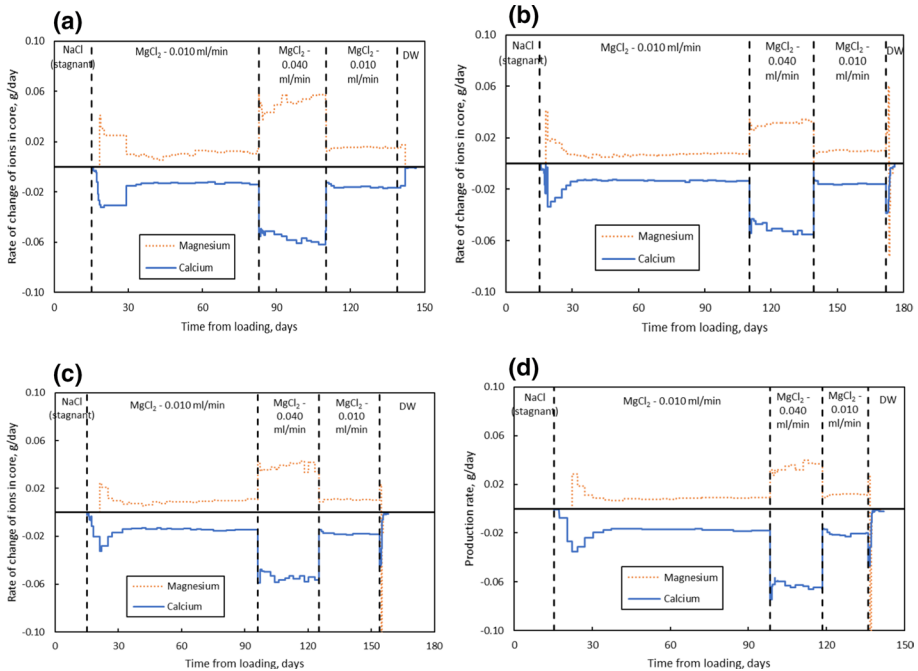 (a)
0.10
0.06
0.02
-0.02
-0.06
-0.10
Rate of change of ions in core, g/day
NaCl
(stagnant)
MgCl₂ - 0.010 ml/min
MgCl₂ -
0.040
ml/min
MgCl₂ -
0.010
ml/min
DW
Magnesium
Calcium
0 30 60 90 120 150
Time from loading, days
(b)
0.10
0.06
0.02
-0.02
-0.06
-0.10
Rate of change of ions in core, g/day
NaCl
(stagnant)
MgCl₂ - 0.010 ml/min
MgCl₂ -
0.040
ml/min
MgCl₂ -
0.010
ml/min
DW
Magnesium
Calcium
0 30 60 90 120 150 180
Time from loading, days
(c)
0.10
0.06
0.02
-0.02
-0.06
-0.10
Rate of change of ions in core, g/day
NaCl
(stagnant)
MgCl₂ - 0.010 ml/min
MgCl₂ -
0.040
ml/min
MgCl₂ -
0.010
ml/min
DW
Magnesium
Calcium
0 30 60 90 120 150 180
Time from loading, days
(d)
0.10
0.06
0.02
-0.02
-0.06
-0.10
Production rate, g/day
NaCl
(stagnant)
MgCl₂ - 0.010 ml/min
MgCl₂ -
0.040
ml/min
MgCl₂ -
0.010
ml/min
DW
Magnesium
Calcium
0 30 60 90 120 150
Time from loading, days